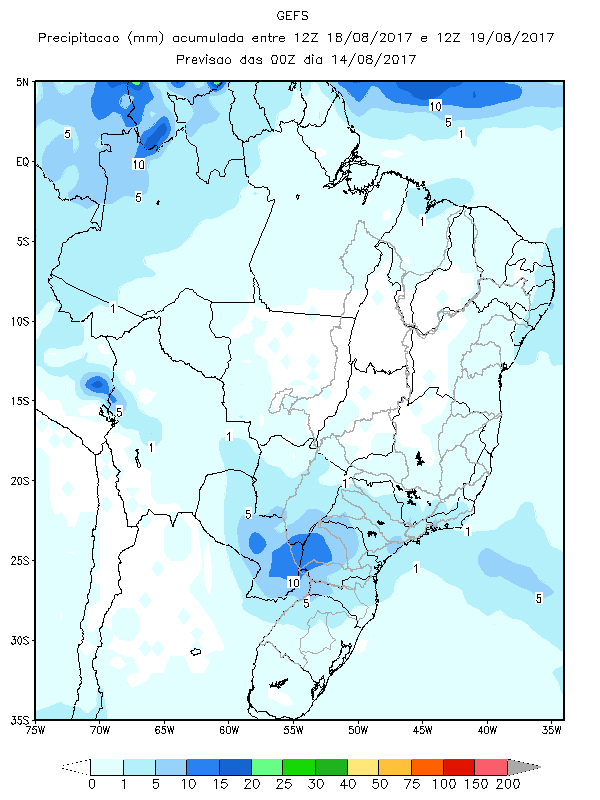 GEFS
Precipitacao (mm) acumulada entre 12Z 18/08/2017 e 12Z 19/08/2017
Previsao das 00Z dia 14/08/2017
5N
10
5
5
1
EQ
10
5
1
5S
1
10S
5
15S
1
1
1
20S
5
1
25S
1
10
5
5
30S
35S
75W 70W 65W 60W 55W 50W 45W 40W 35W
0 1 5 10 15 20 25 30 40 50 75 100 150 200